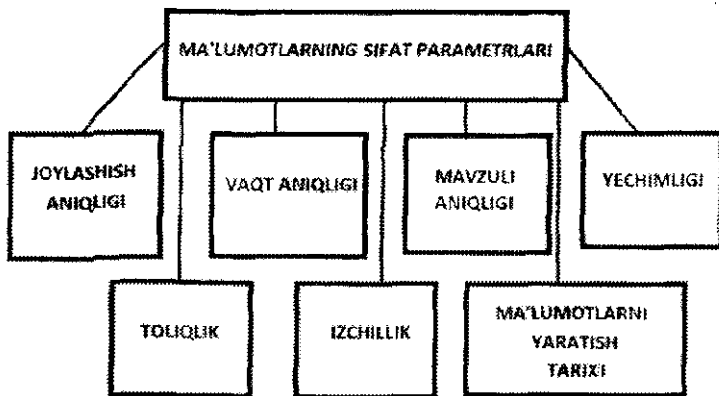 MA'LUMOTLARNING SIFAT PARAMETRLARI
JOYLASHISH
ANIQLIGI
VAQT ANIQLIGI
MAVZULI
ANIQLIGI
YECHIMLIGI
TOLIQLIK
IZCHILLIK
MA'LUMOTLARNI
YARATISH
TARIXI